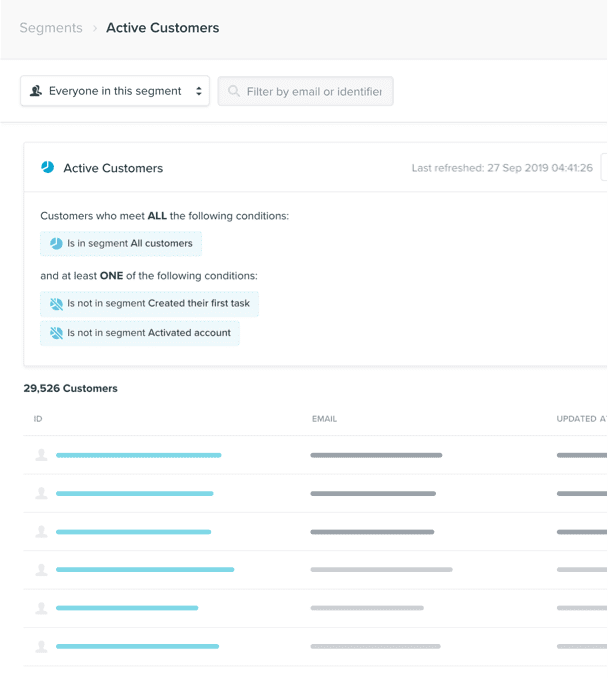 Segments › Active Customers
Everyone in this segment
Filter by email or identifier
Active Customers
Last refreshed: 27 Sep 2019 04:41:26
Customers who meet ALL the following conditions:
Is in segment All customers
and at least ONE of the following conditions:
Is not in segment Created their first task
Is not in segment Activated account
29,526 Customers
ID EMAIL UPDATED A